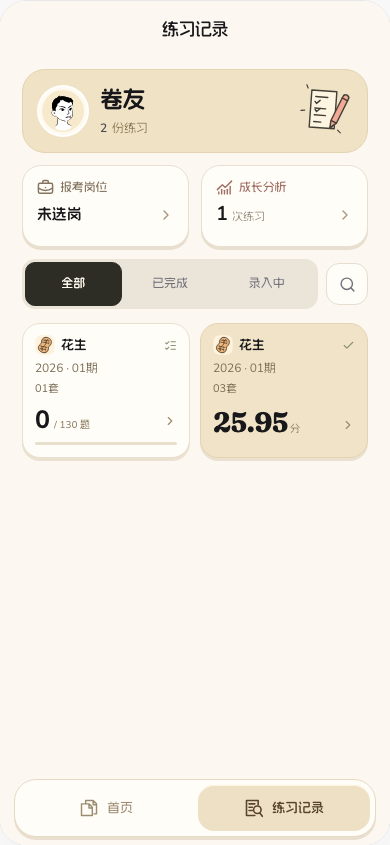 练习记录
卷友
2 份练习
报考岗位
未选岗
成长分析
1 次练习
全部
已完成
录入中
花生
2026 · 01期
01套
0 / 130 题
花生
2026 · 01期
03套
25.95分
首页
练习记录